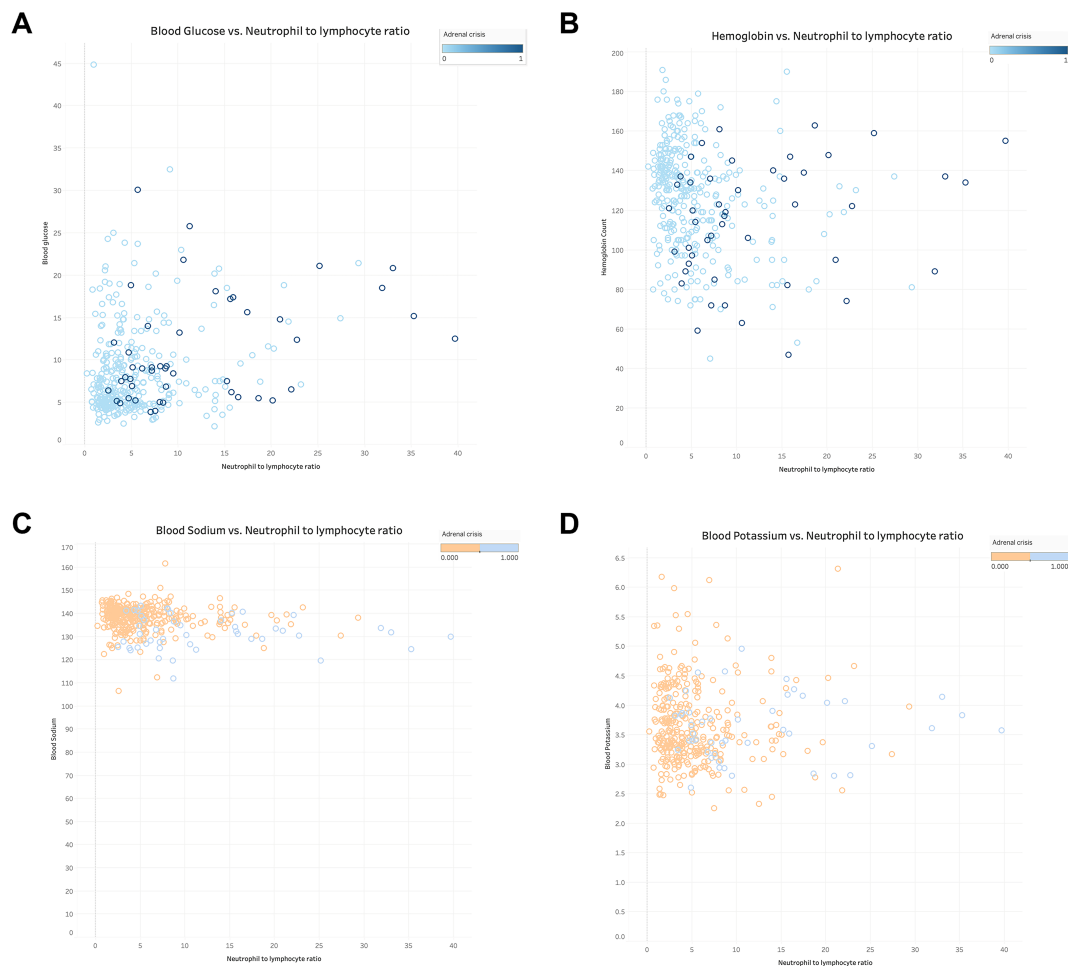 A
Blood Glucose vs. Neutrophil to lymphocyte ratio
Adrenal crisis
0 1
45
40
35
30
25
20
15
10
5
0
Blood glucose
0 5 10 15 20 25 30 35 40
Neutrophil to lymphocyte ratio
B
Hemoglobin vs. Neutrophil to lymphocyte ratio
Adrenal crisis
0 1
200
180
160
140
120
100
80
60
40
20
0
Hemoglobin Count
0 5 10 15 20 25 30 35 40
Neutrophil to lymphocyte ratio
C
Blood Sodium vs. Neutrophil to lymphocyte ratio
Adrenal crisis
0.000 1.000
170
160
150
140
130
120
110
100
90
80
70
60
50
40
30
20
10
0
Blood Sodium
0 5 10 15 20 25 30 35 40
Neutrophil to lymphocyte ratio
D
Blood Potassium vs. Neutrophil to lymphocyte ratio
Adrenal crisis
0.000 1.000
6.5
6.0
5.5
5.0
4.5
4.0
3.5
3.0
2.5
2.0
1.5
1.0
0.5
0.0
Blood Potassium
0 5 10 15 20 25 30 35 40
Neutrophil to lymphocyte ratio